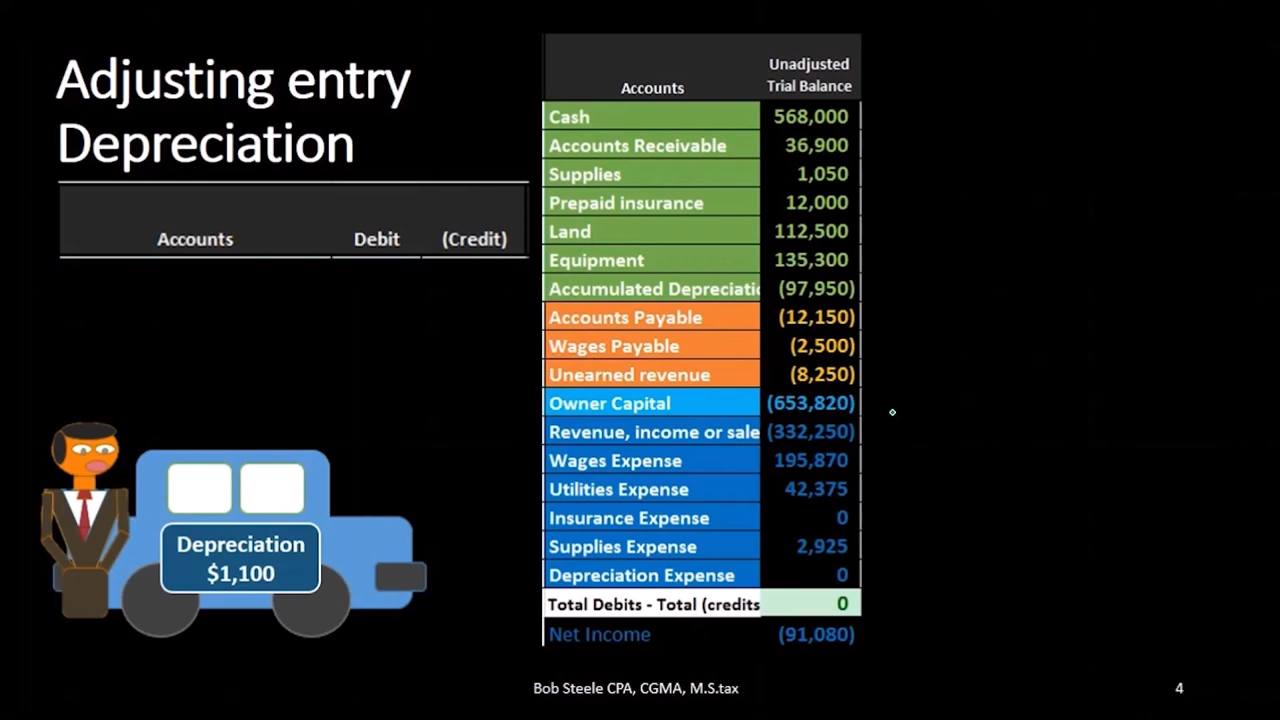 Adjusting entry
Depreciation
Accounts Debit (Credit)
Depreciation
$1,100
Unadjusted
Accounts Trial Balance
Cash 568,000
Accounts Receivable 36,900
Supplies 1,050
Prepaid insurance 12,000
Land 112,500
Equipment 135,300
Accumulated Depreciatio (97,950)
Accounts Payable (12,150)
Wages Payable (2,500)
Unearned revenue (8,250)
Owner Capital (653,820)
Revenue, income or sale (332,250)
Wages Expense 195,870
Utilities Expense 42,375
Insurance Expense 0
Supplies Expense 2,925
Depreciation Expense 0
Total Debits - Total (credits 0
Net Income (91,080)
Bob Steele CPA, CGMA, M.S.tax
4